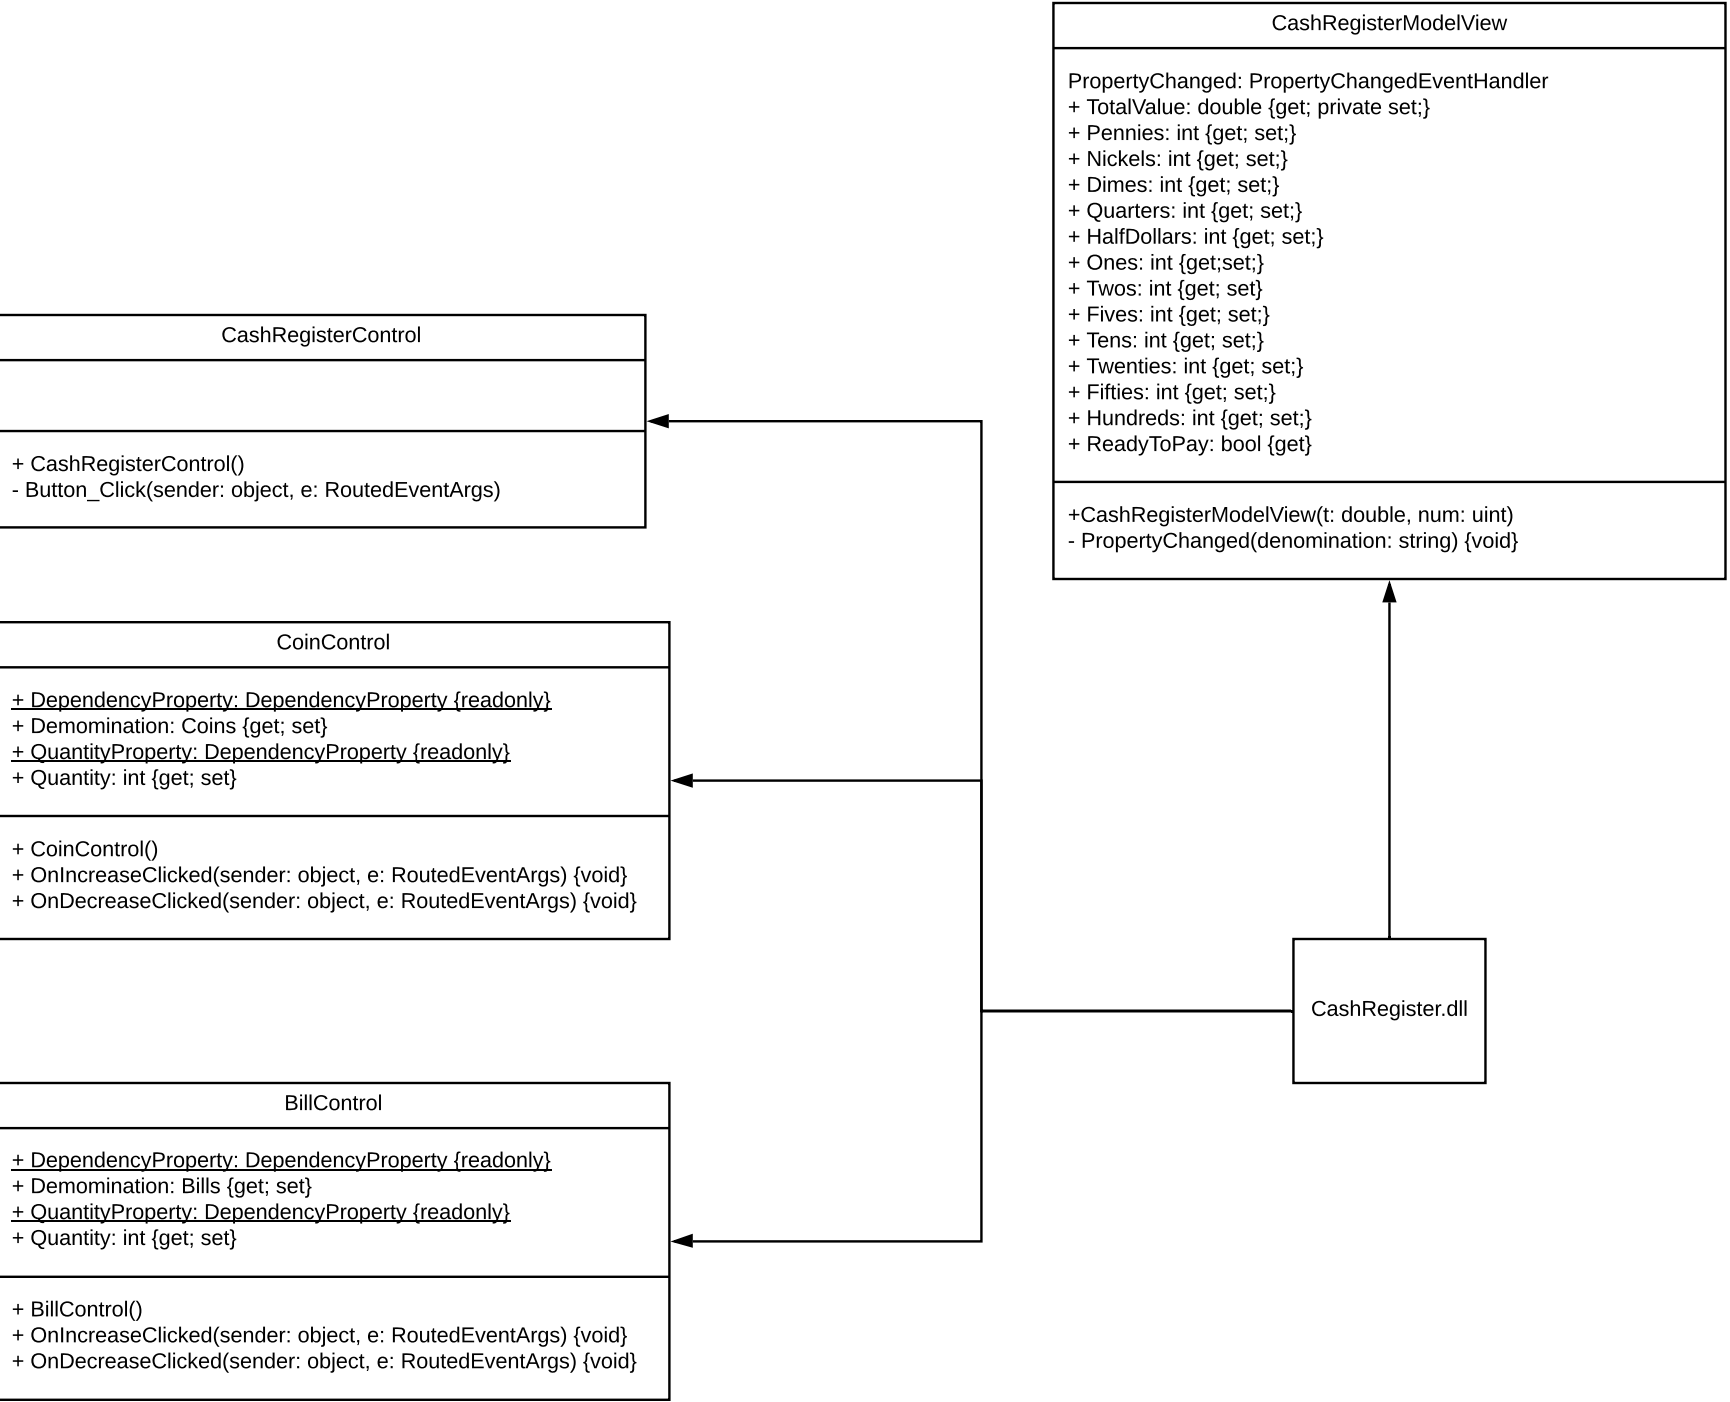 CashRegisterModelView
PropertyChanged: PropertyChangedEventHandler
+ TotalValue: double {get; private set;}
+ Pennies: int {get; set;}
+ Nickels: int {get; set;}
+ Dimes: int {get; set;}
+ Quarters: int {get; set;}
+ HalfDollars: int {get; set;}
+ Ones: int {get;set;}
+ Twos: int {get; set}
+ Fives: int {get; set;}
+ Tens: int {get; set;}
+ Twenties: int {get; set;}
+ Fifties: int {get; set;}
+ Hundreds: int {get; set;}
+ ReadyToPay: bool {get}
+CashRegisterModelView(t: double, num: uint)
- PropertyChanged(denomination: string) {void}
CashRegisterControl
+ CashRegisterControl()
- Button_Click(sender: object, e: RoutedEventArgs)
CoinControl
+ DependencyProperty: DependencyProperty {readonly}
+ Demomination: Coins {get; set}
+ QuantityProperty: DependencyProperty {readonly}
+ Quantity: int {get; set}
+ CoinControl()
+ OnIncreaseClicked(sender: object, e: RoutedEventArgs) {void}
+ OnDecreaseClicked(sender: object, e: RoutedEventArgs) {void}
CashRegister.dll
BillControl
+ DependencyProperty: DependencyProperty {readonly}
+ Demomination: Bills {get; set}
+ QuantityProperty: DependencyProperty {readonly}
+ Quantity: int {get; set}
+ BillControl()
+ OnIncreaseClicked(sender: object, e: RoutedEventArgs) {void}
+ OnDecreaseClicked(sender: object, e: RoutedEventArgs) {void}